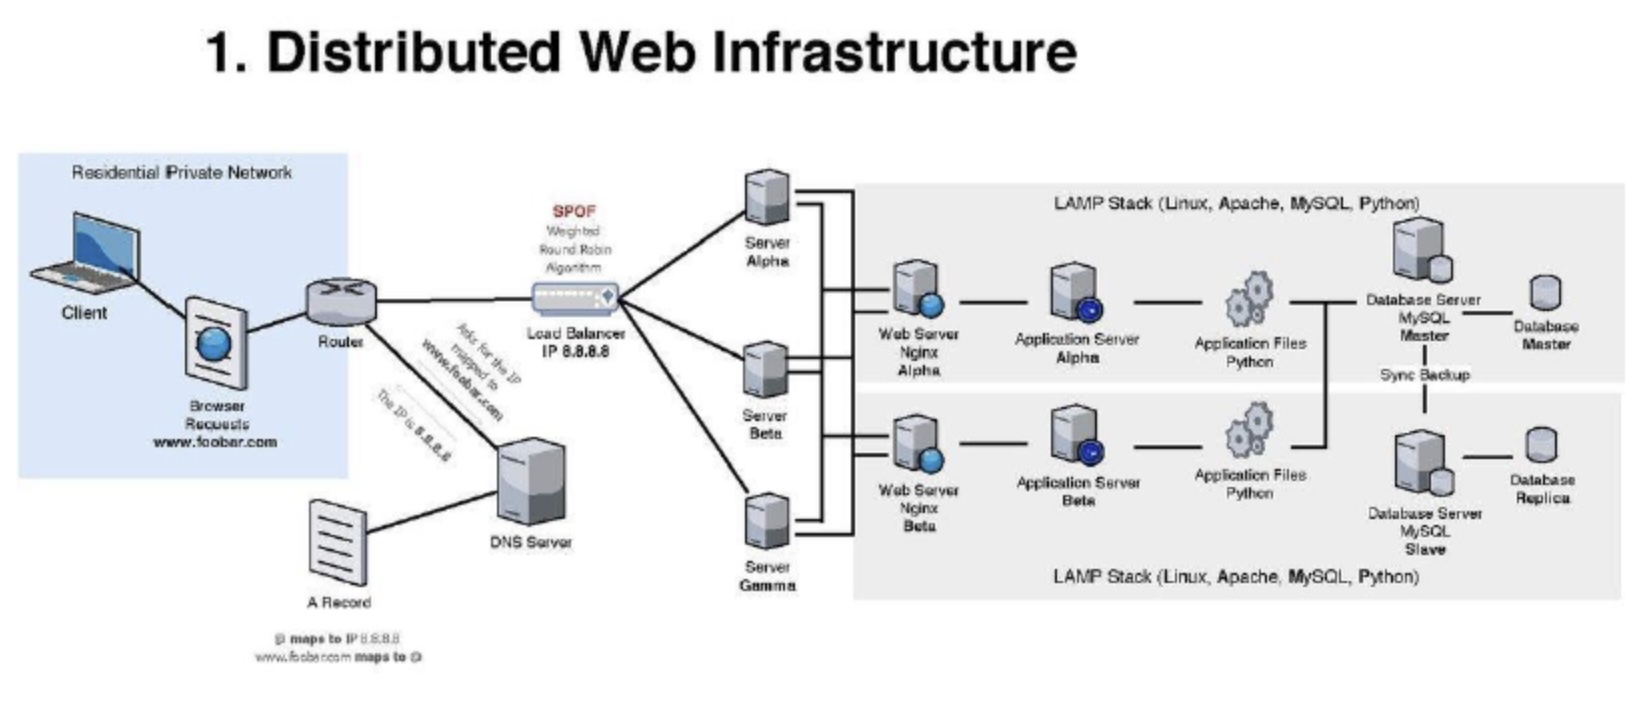 1. Distributed Web Infrastructure
Residential Private Network
Client
Browser
Requests
www.foobar.com
Router
SPOF
Weighted
Round Robin
Algorithm
Load Balancer
IP 8.8.8.8
Asks for the IP
mapped to
www.foobar.com
The IP is 8.8.8.8
DNS Server
A Record
@ maps to IP 8.8.8.8
www.foobar.com maps to @
Server
Alpha
Server
Beta
Server
Gamma
LAMP Stack (Linux, Apache, MySQL, Python)
Web Server
Nginx
Alpha
Application Server
Alpha
Application Files
Python
Database Server
MySQL
Master
Database
Master
Sync Backup
Web Server
Nginx
Beta
Application Server
Beta
Application Files
Python
Database Server
MySQL
Slave
Database
Replica
LAMP Stack (Linux, Apache, MySQL, Python)